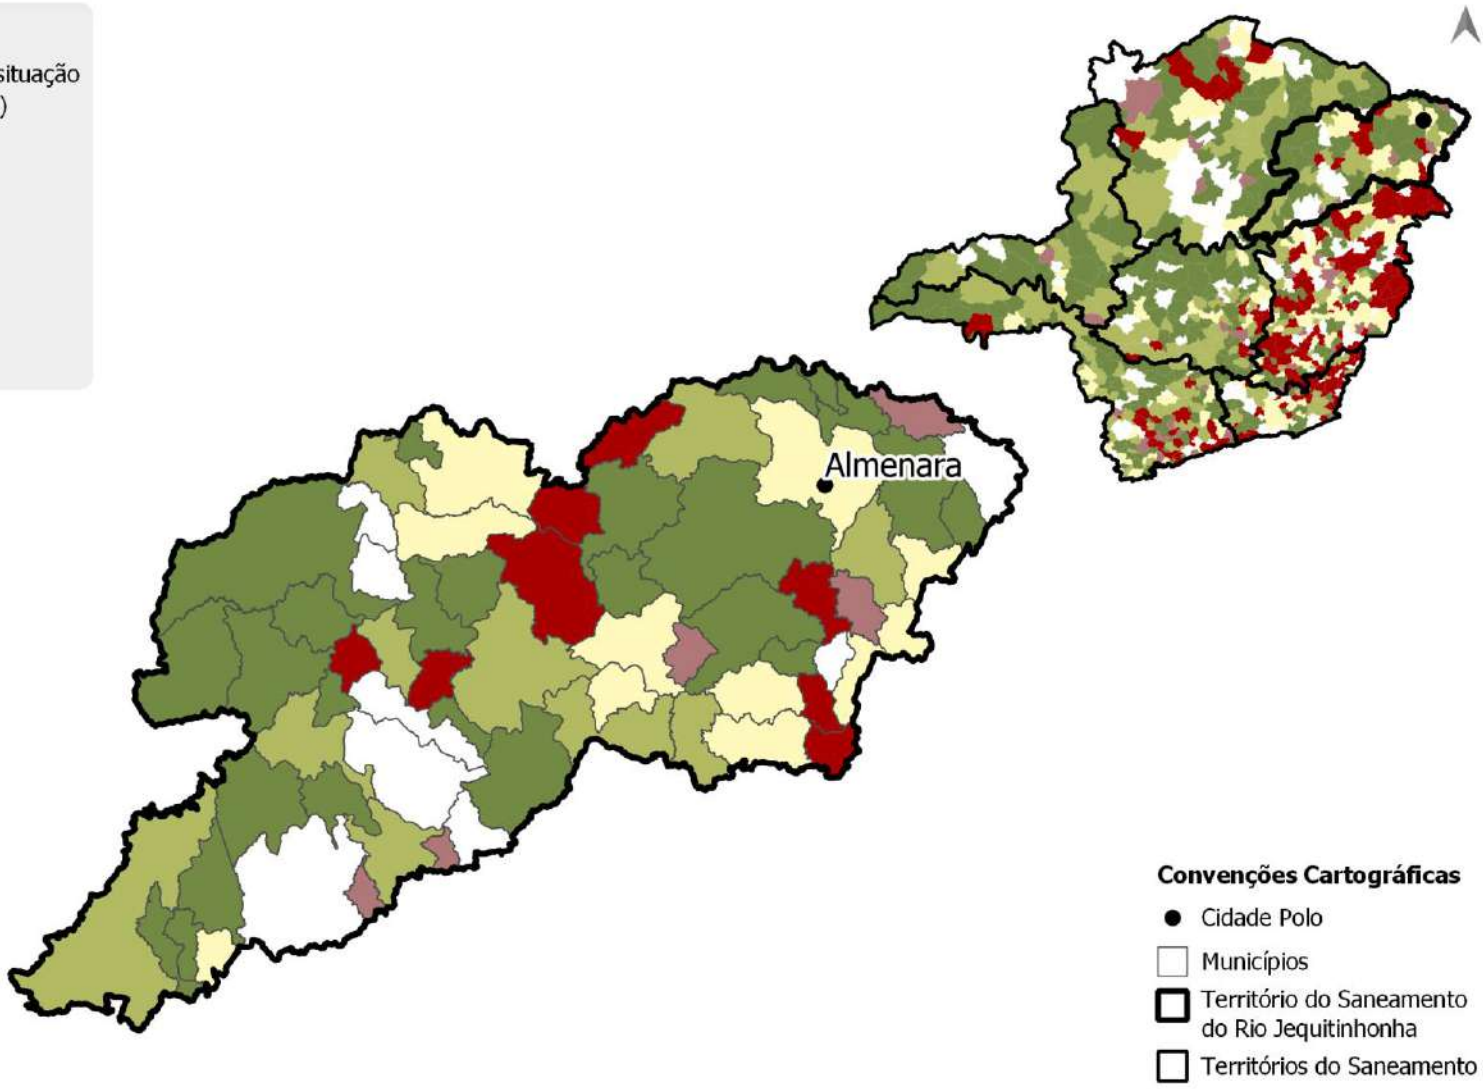 situação
)
Almenara
Convenções Cartográficas
Cidade Polo
Municípios
Território do Saneamento
do Rio Jequitinhonha
Territórios do Saneamento